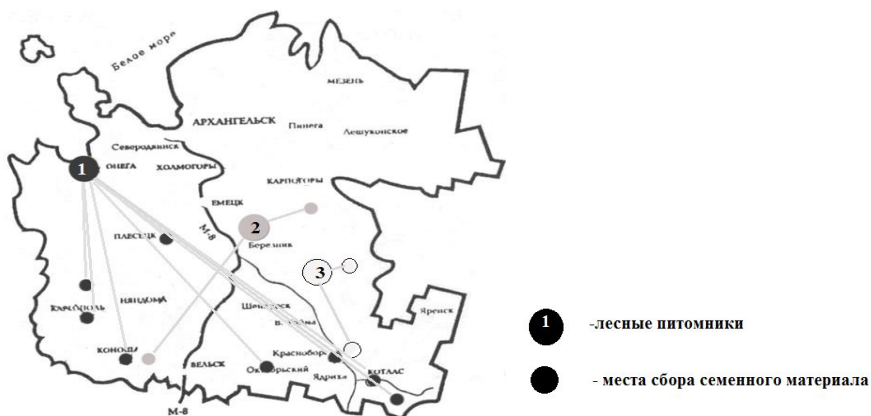 Белое море
МЕЗЕНЬ
АРХАНГЕЛЬСК
Пинега
Лешуконское
Северодвинск
1
ОНЕГА
ХОЛМОГОРЫ
КАРПОГОРЫ
ЕМЕЦК
2
ПЛЕСЕЦК
М-8
Березник
3
КАРГОПОЛЬ
НЯНДОМА
Шенкурск
Яренск
1
-лесные питомники
КОНОША
Красноборск
ВЕЛЬСК
Октябрьский
Ядриха
КОТЛАС
- места сбора семенного материала
М-8